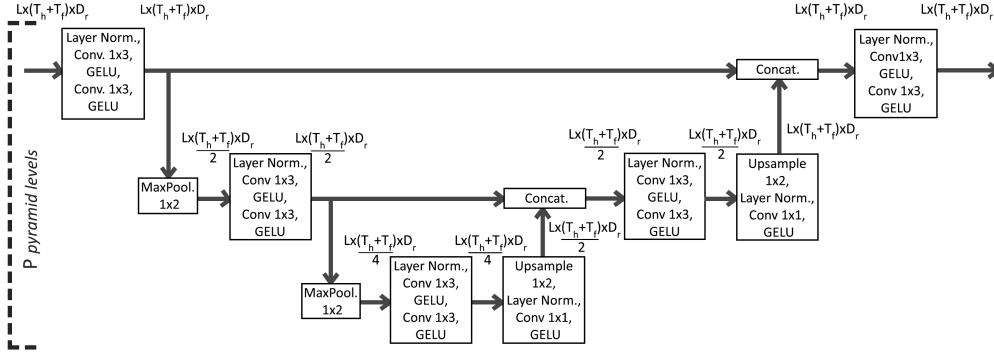 Lx(T_h+T_f)xD_r
Lx(T_h+T_f)xD_r
Lx(T_h+T_f)xD_r
Lx(T_h+T_f)xD_r
Layer Norm.,
Conv. 1x3,
GELU,
Conv. 1x3,
GELU
Concat.
Layer Norm.,
Conv1x3,
GELU,
Conv 1x3,
GELU
P pyramid levels
MaxPool.
1x2
Lx(T_h+T_f)xD_r
2
Lx(T_h+T_f)xD_r
2
Layer Norm.,
Conv 1x3,
GELU,
Conv 1x3,
GELU
Concat.
Lx(T_h+T_f)xD_r
2
Lx(T_h+T_f)xD_r
2
Layer Norm.,
Conv 1x3,
GELU,
Conv 1x3,
GELU
Lx(T_h+T_f)xD_r
Upsample
1x2,
Layer Norm.,
Conv 1x1,
GELU
MaxPool.
1x2
Lx(T_h+T_f)xD_r
4
Lx(T_h+T_f)xD_r
4
Lx(T_h+T_f)xD_r
2
Layer Norm.,
Conv 1x3,
GELU,
Conv 1x3,
GELU
Upsample
1x2,
Layer Norm.,
Conv 1x1,
GELU